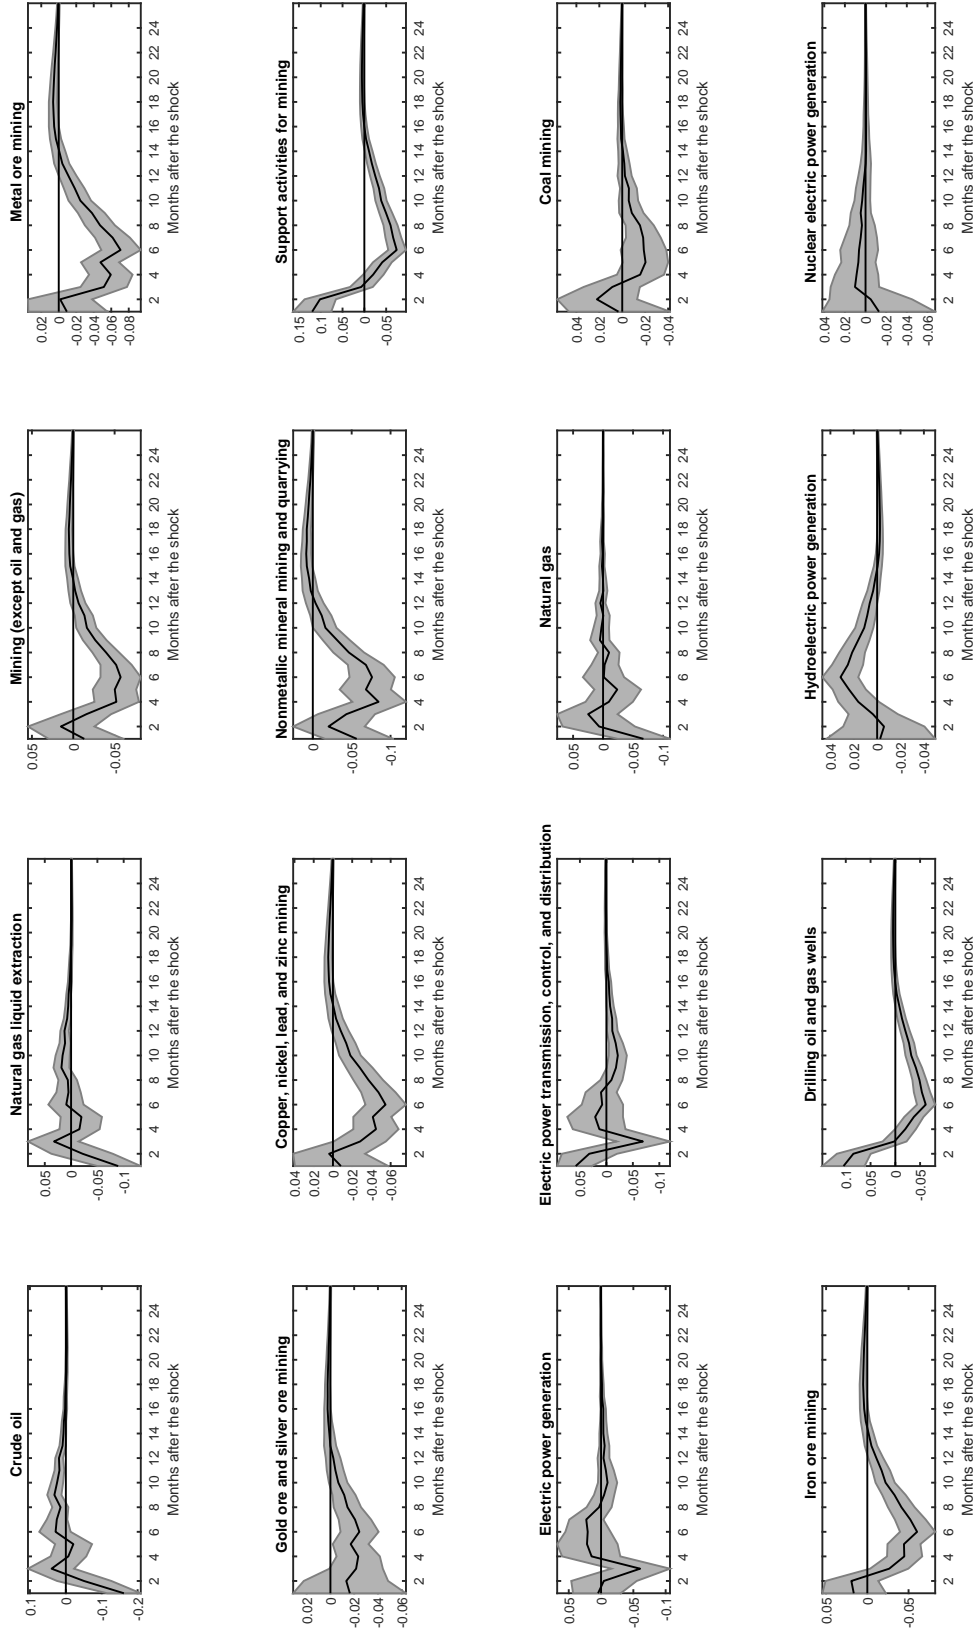 Crude oil
0.1
0
-0.1
-0.2
2 4 6 8 10 12 14 16 18 20 22 24
Months after the shock
Natural gas liquid extraction
0.05
0
-0.05
-0.1
2 4 6 8 10 12 14 16 18 20 22 24
Months after the shock
Mining (except oil and gas)
0.05
0
-0.05
2 4 6 8 10 12 14 16 18 20 22 24
Months after the shock
Metal ore mining
0.02
0
-0.02
-0.04
-0.06
-0.08
2 4 6 8 10 12 14 16 18 20 22 24
Months after the shock
Gold ore and silver ore mining
0.02
0
-0.02
-0.04
-0.06
2 4 6 8 10 12 14 16 18 20 22 24
Months after the shock
Copper, nickel, lead, and zinc mining
0.04
0.02
0
-0.02
-0.04
-0.06
2 4 6 8 10 12 14 16 18 20 22 24
Months after the shock
Nonmetallic mineral mining and quarrying
0
-0.05
-0.1
2 4 6 8 10 12 14 16 18 20 22 24
Months after the shock
Support activities for mining
0.15
0.1
0.05
0
-0.05
2 4 6 8 10 12 14 16 18 20 22 24
Months after the shock
Electric power generation
0.05
0
-0.05
-0.1
2 4 6 8 10 12 14 16 18 20 22 24
Months after the shock
Electric power transmission, control, and distribution
0.05
0
-0.05
-0.1
2 4 6 8 10 12 14 16 18 20 22 24
Months after the shock
Natural gas
0.05
0
-0.05
-0.1
2 4 6 8 10 12 14 16 18 20 22 24
Months after the shock
Coal mining
0.04
0.02
0
-0.02
-0.04
2 4 6 8 10 12 14 16 18 20 22 24
Months after the shock
Iron ore mining
0.05
0
-0.05
2 4 6 8 10 12 14 16 18 20 22 24
Months after the shock
Drilling oil and gas wells
0.1
0.05
0
-0.05
2 4 6 8 10 12 14 16 18 20 22 24
Months after the shock
Hydroelectric power generation
0.04
0.02
0
-0.02
-0.04
2 4 6 8 10 12 14 16 18 20 22 24
Months after the shock
Nuclear electric power generation
0.04
0.02
0
-0.02
-0.04
-0.06
2 4 6 8 10 12 14 16 18 20 22 24
Months after the shock